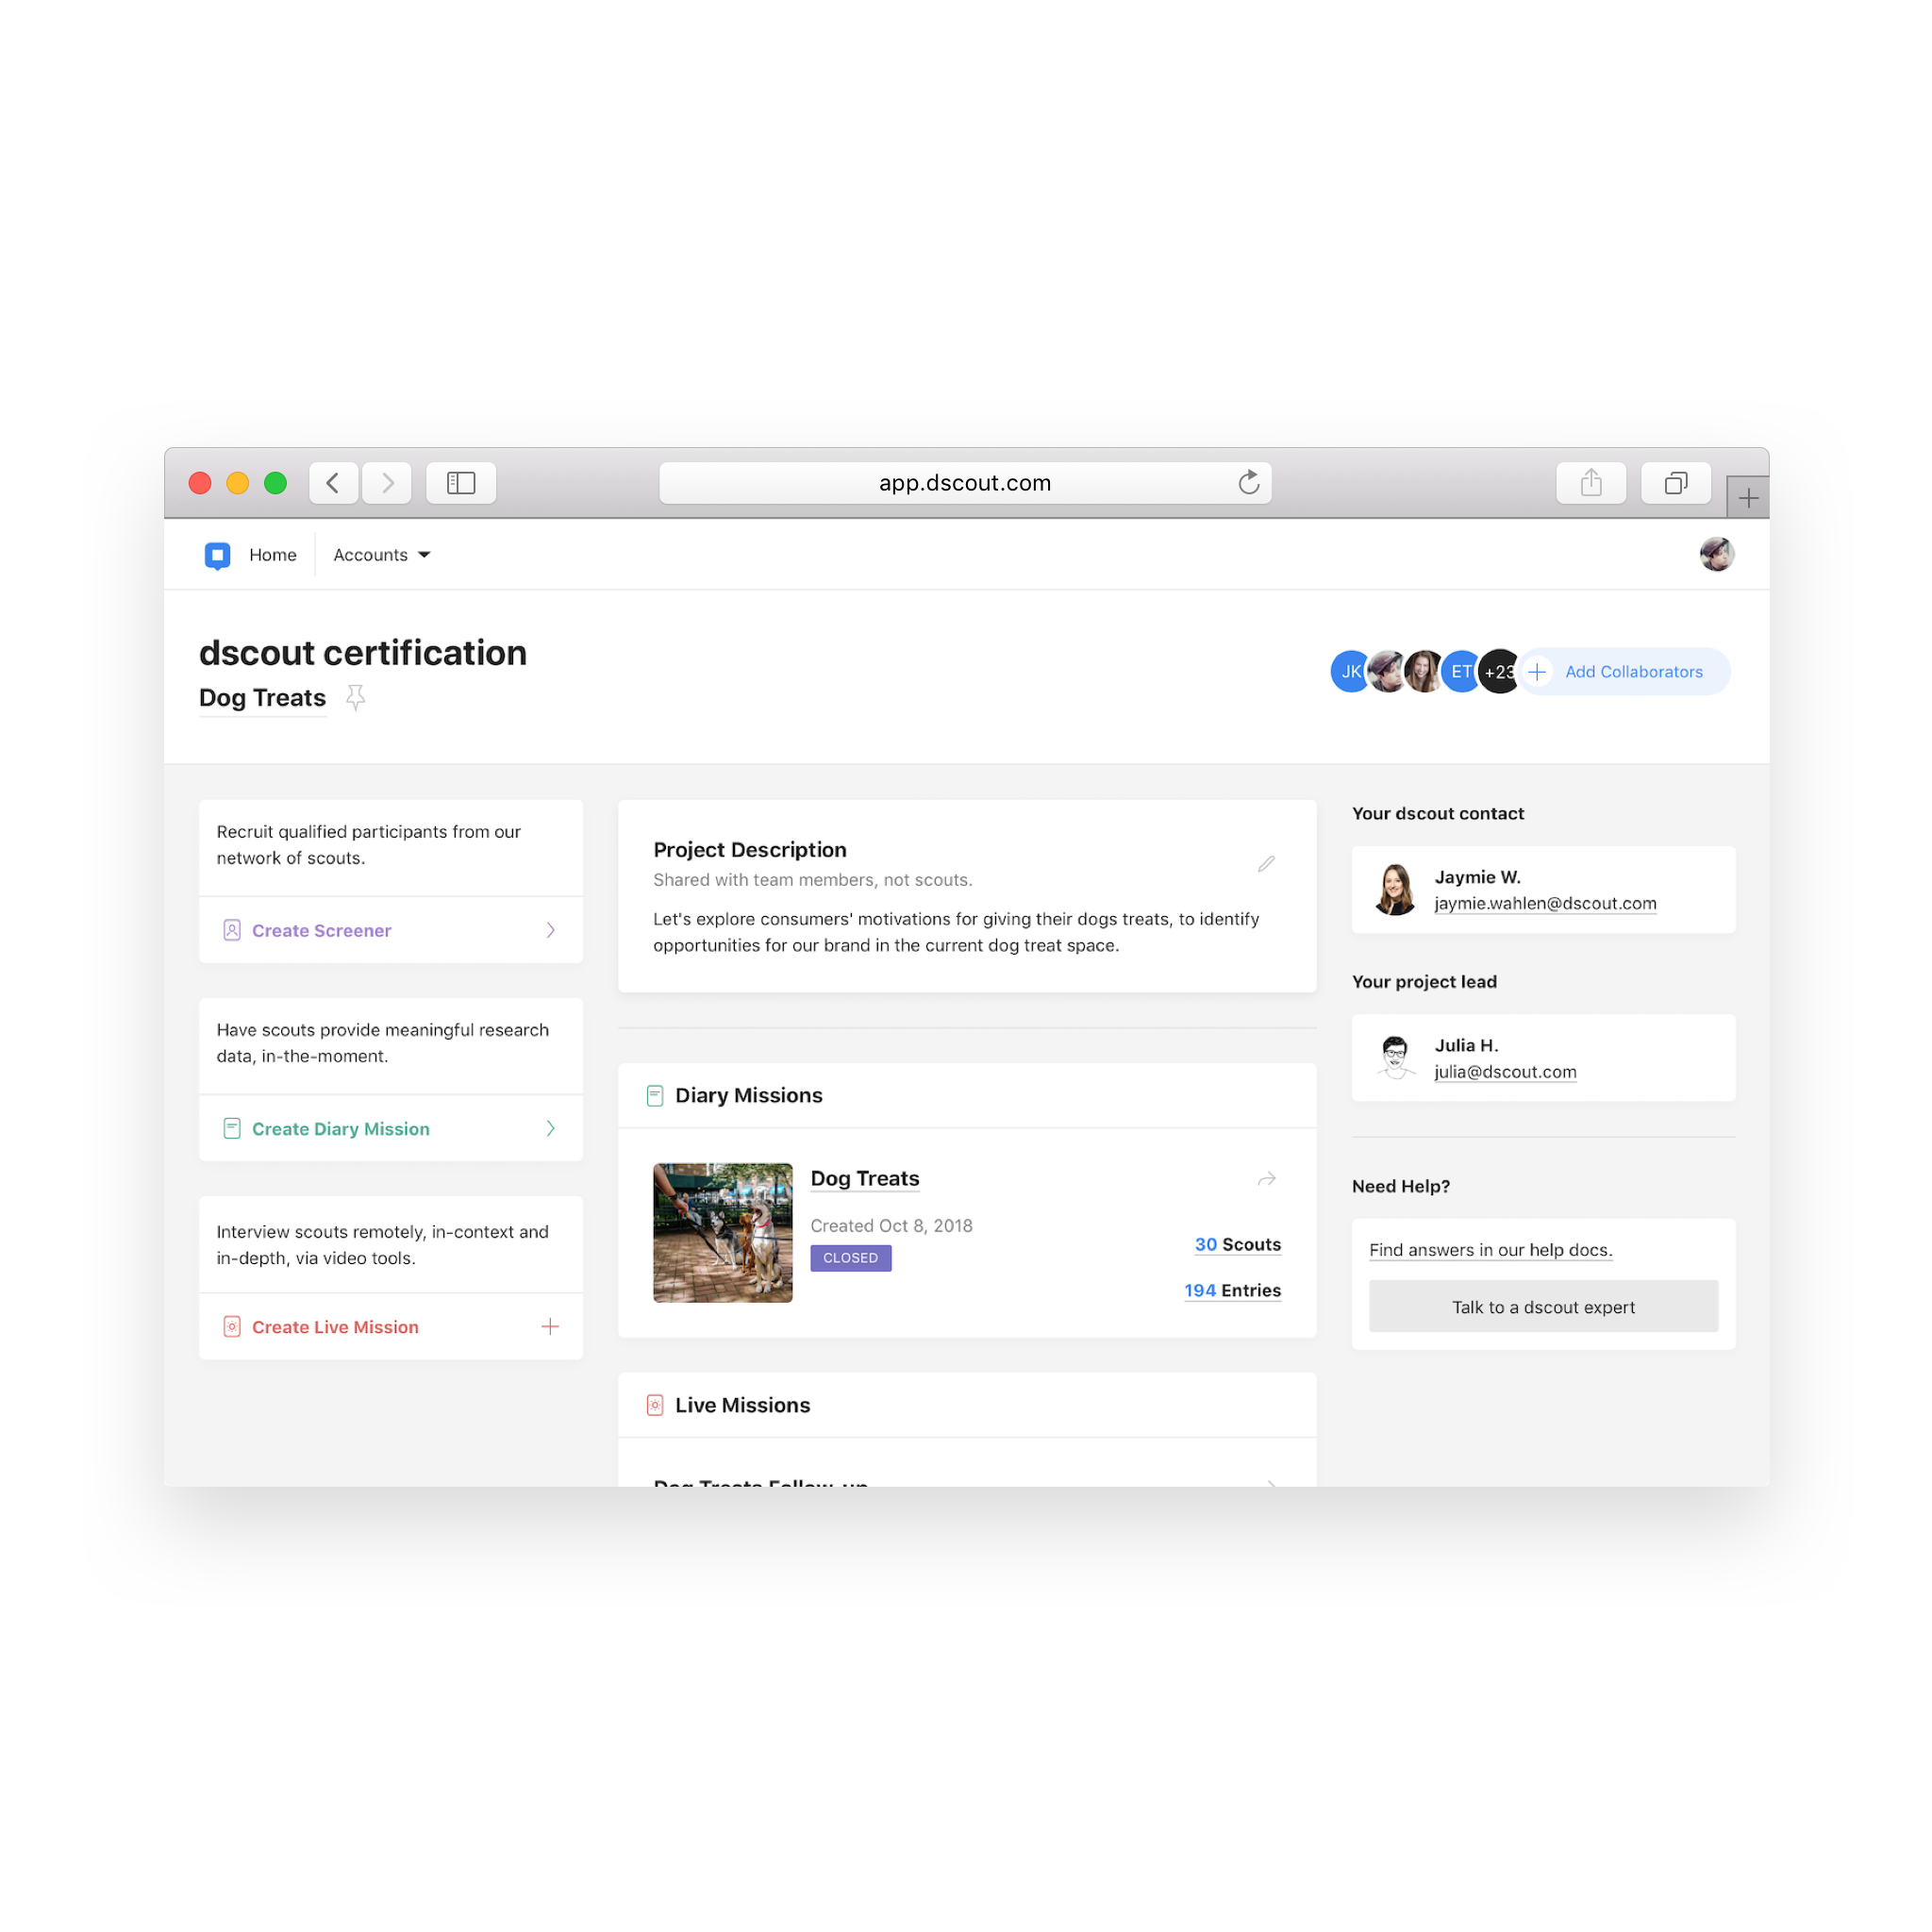 app.dscout.com
Home
Accounts
dscout certification
Dog Treats
JK
ET
+23
Add Collaborators
Recruit qualified participants from our
network of scouts.
Create Screener
Have scouts provide meaningful research
data, in-the-moment.
Create Diary Mission
Interview scouts remotely, in-context and
in-depth, via video tools.
Create Live Mission
Project Description
Shared with team members, not scouts.
Let's explore consumers' motivations for giving their dogs treats, to identify
opportunities for our brand in the current dog treat space.
Diary Missions
Dog Treats
Created Oct 8, 2018
CLOSED
30 Scouts
194 Entries
Live Missions
Dog Treats Follow-up
Your dscout contact
Jaymie W.
jaymie.wahlen@dscout.com
Your project lead
Julia H.
julia@dscout.com
Need Help?
Find answers in our help docs.
Talk to a dscout expert